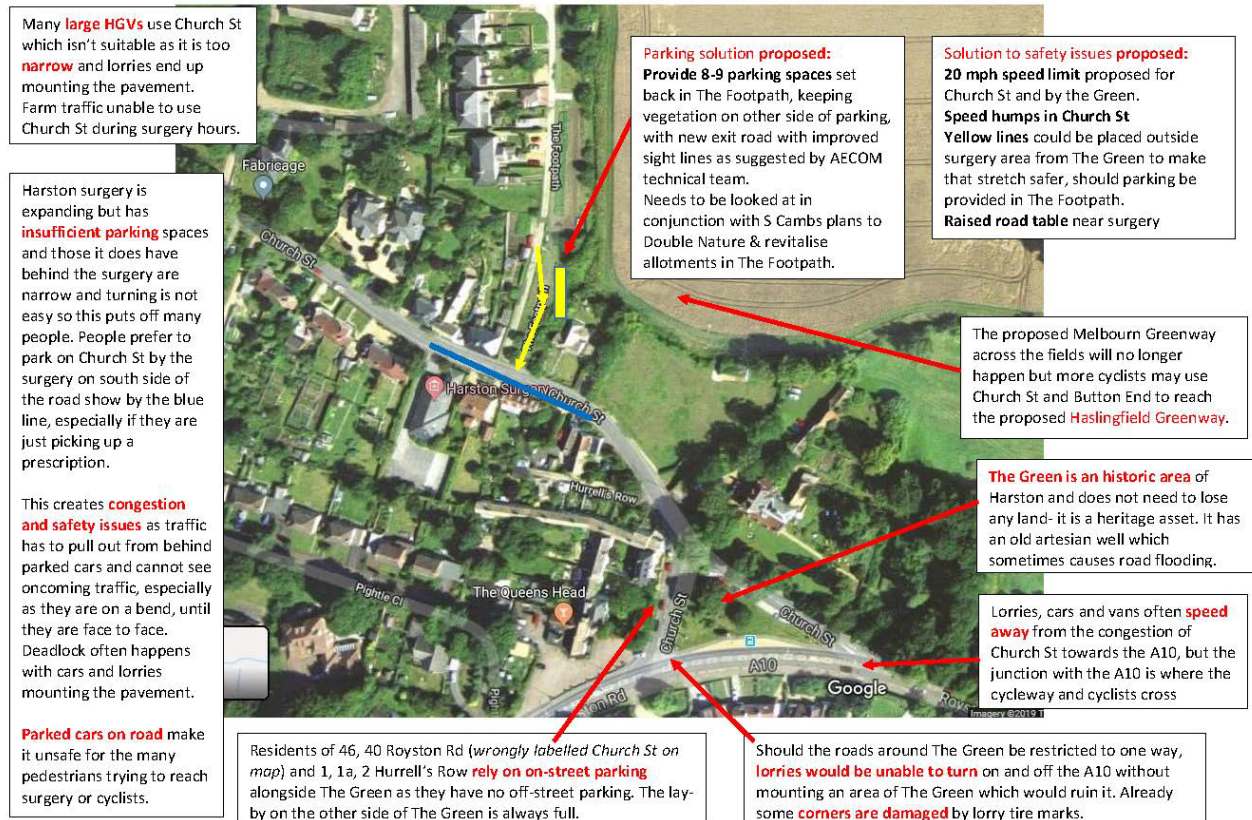 Many large HGVs use Church St
which isn't suitable as it is too
narrow and lorries end up
mounting the pavement.
Farm traffic unable to use
Church St during surgery hours.
Harston surgery is
expanding but has
insufficient parking spaces
and those it does have
behind the surgery are
narrow and turning is not
easy so this puts off many
people. People prefer to
park on Church St by the
surgery on south side of
the road show by the blue
line, especially if they are
just picking up a
prescription.
This creates congestion
and safety issues as traffic
has to pull out from behind
parked cars and cannot see
oncoming traffic, especially
as they are on a bend, until
they are face to face.
Deadlock often happens
with cars and lorries
mounting the pavement.
Parked cars on road make
it unsafe for the many
pedestrians trying to reach
surgery or cyclists.
Parking solution proposed:
Provide 8-9 parking spaces set
back in The Footpath, keeping
vegetation on other side of parking,
with new exit road with improved
sight lines as suggested by AECOM
technical team.
Needs to be looked at in
conjunction with S Cambs plans to
Double Nature & revitalise
allotments in The Footpath.
Solution to safety issues proposed:
20 mph speed limit proposed for
Church St and by the Green.
Speed humps in Church St
Yellow lines could be placed outside
surgery area from The Green to make
that stretch safer, should parking be
provided in The Footpath.
Raised road table near surgery
The proposed Melbourn Greenway
across the fields will no longer
happen but more cyclists may use
Church St and Button End to reach
the proposed Haslingfield Greenway.
The Green is an historic area of
Harston and does not need to lose
any land- it is a heritage asset. It has
an old artesian well which
sometimes causes road flooding.
Lorries, cars and vans often speed
away from the congestion of
Church St towards the A10, but the
junction with the A10 is where the
cycleway and cyclists cross
Residents of 46, 40 Royston Rd (wrongly labelled Church St on
map) and 1, 1a, 2 Hurrell's Row rely on on-street parking
alongside The Green as they have no off-street parking. The lay-
by on the other side of The Green is always full.
Should the roads around The Green be restricted to one way,
lorries would be unable to turn on and off the A10 without
mounting an area of The Green which would ruin it. Already
some corners are damaged by lorry tire marks.
Fabricage
The Footpath
Church St
Harston Surgery
Church St
Hurrell's Row
Pightle Cl
The Queens Head
Church St
Church St
A10
Google
Imagery ©2019